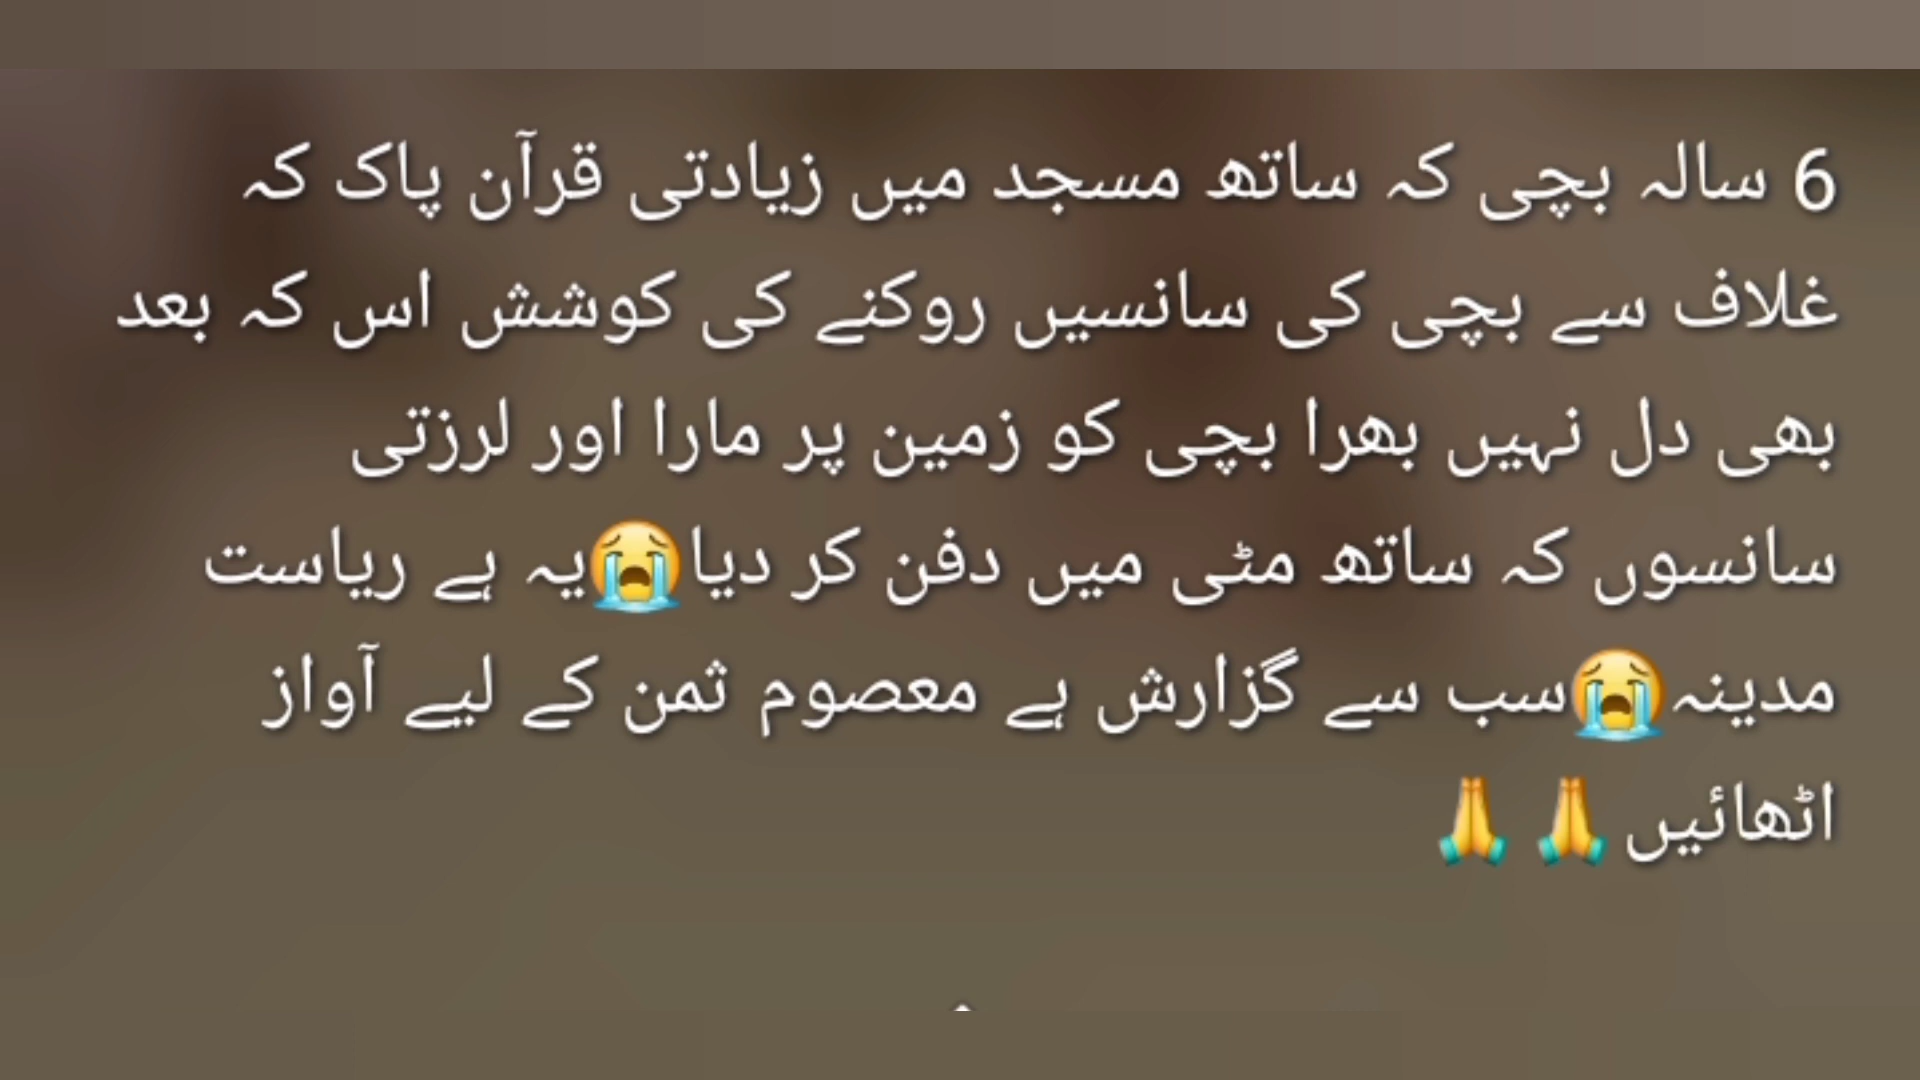 6 سالہ بچی کہ ساتھ مسجد میں زیادتی قرآن پاک کہ
غلاف سے بچی کی سانسیں روکنے کی کوشش اس کہ بعد
بھی دل نہیں بھرا بچی کو زمین پر مارا اور لرزتی
سانسوں کہ ساتھ مٹی میں دفن کر دیا😭یہ ہے ریاست
مدینہ😭سب سے گزارش ہے معصوم ثمن کے لیے آواز
اٹھائیں 🙏 🙏